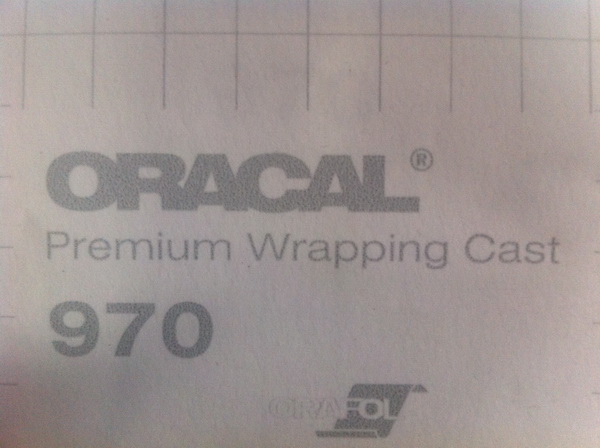 ORACAL®
Premium Wrapping Cast
970
ORAFOL